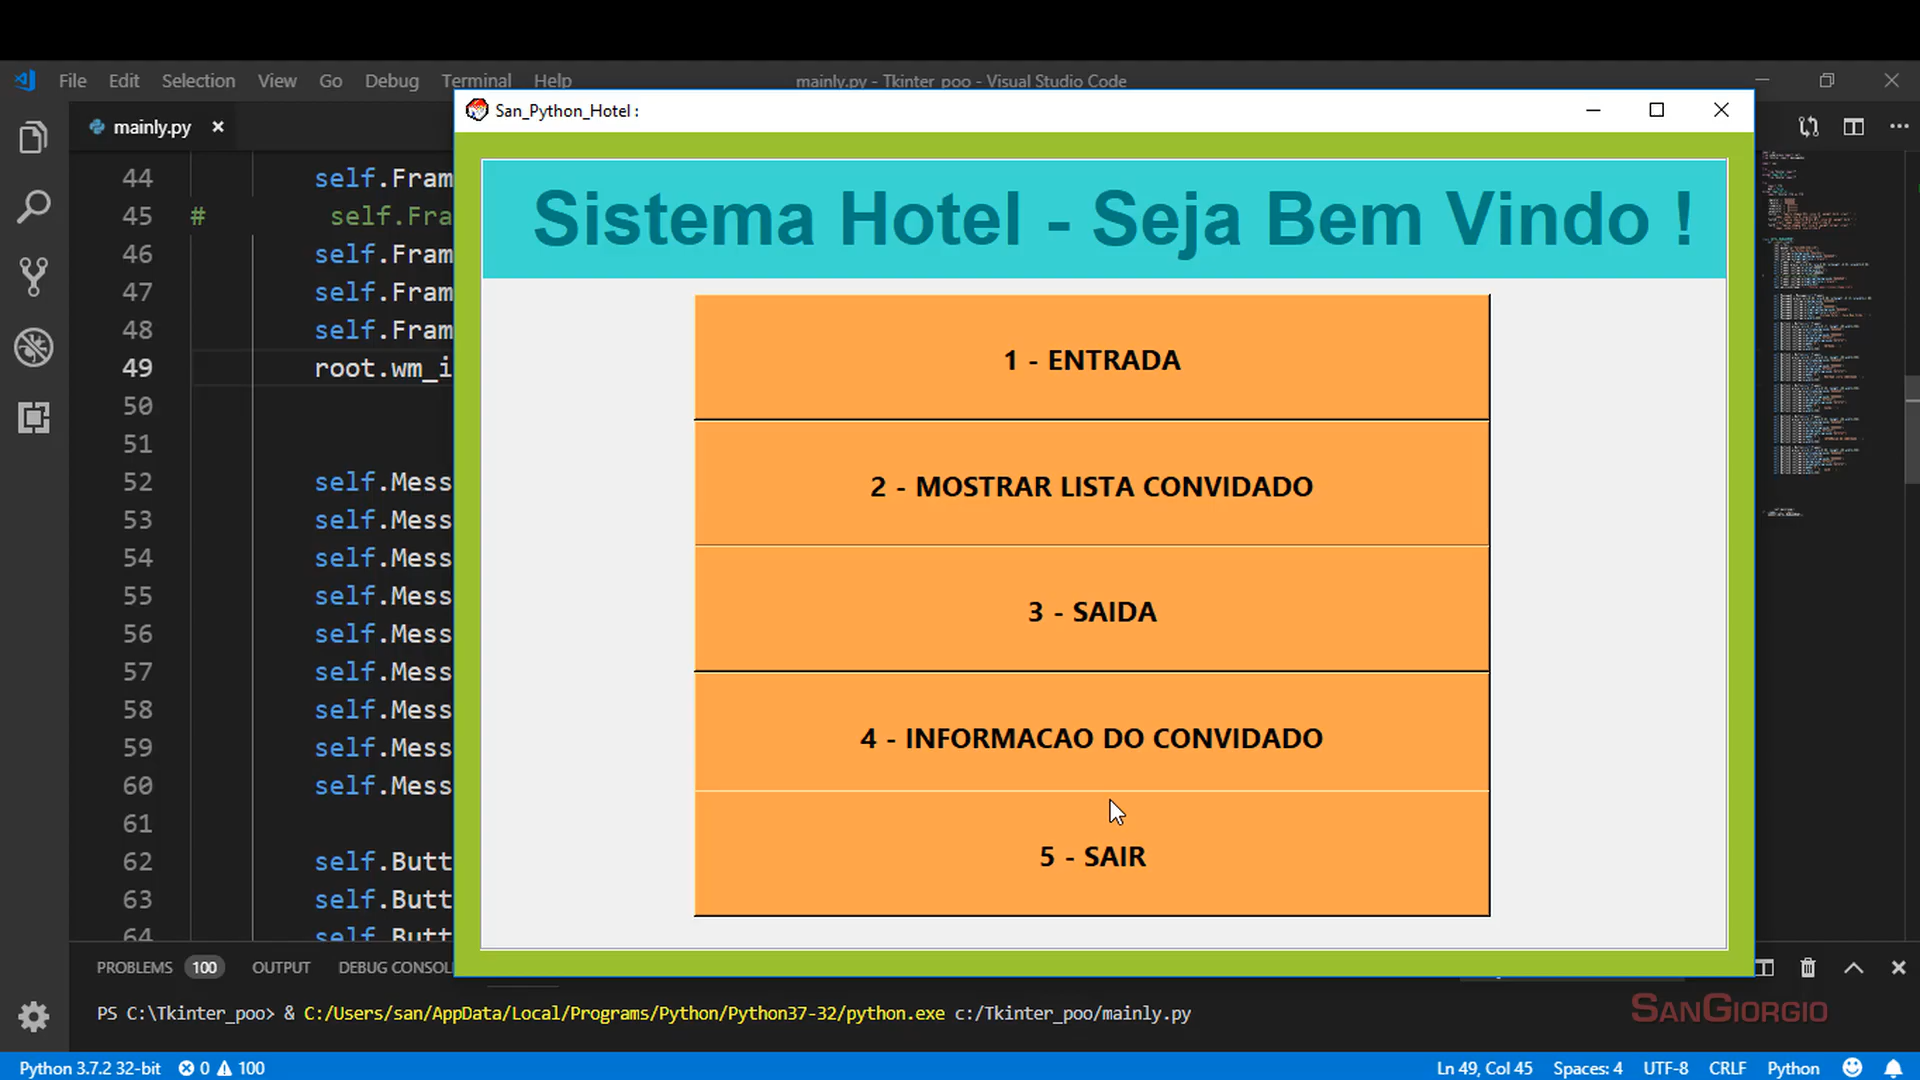 File Edit Selection View Go Debug Terminal Help mainly.py - Tkinter_poo - Visual Studio Code
San_Python_Hotel :
mainly.py
Sistema Hotel - Seja Bem Vindo !
44 self.Fram
45 # self.Fra
46 self.Fram
47 self.Fram
48 self.Fram
49 root.wm_i
50
51
52 self.Mess
53 self.Mess
54 self.Mess
55 self.Mess
56 self.Mess
57 self.Mess
58 self.Mess
59 self.Mess
60 self.Mess
61
62 self.Butt
63 self.Butt
64 self.Butt
1 - ENTRADA
2 - MOSTRAR LISTA CONVIDADO
3 - SAIDA
4 - INFORMACAO DO CONVIDADO
5 - SAIR
PROBLEMS 100 OUTPUT DEBUG CONSOL
PS C:\Tkinter_poo> & C:/Users/san/AppData/Local/Programs/Python/Python37-32/python.exe c:/Tkinter_poo/mainly.py
SANGIORGIO
Python 3.7.2 32-bit 0 100 Ln 49, Col 45 Spaces: 4 UTF-8 CRLF Python